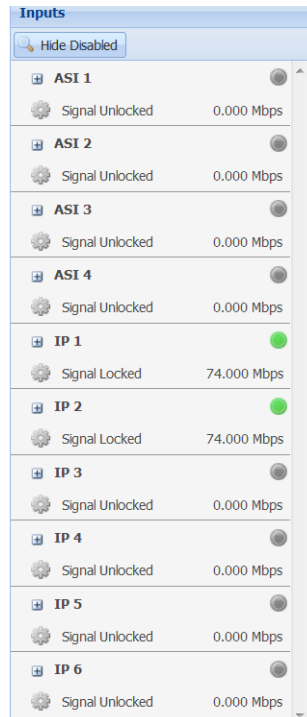 Inputs
Hide Disabled
ASI 1
Signal Unlocked 0.000 Mbps
ASI 2
Signal Unlocked 0.000 Mbps
ASI 3
Signal Unlocked 0.000 Mbps
ASI 4
Signal Unlocked 0.000 Mbps
IP 1
Signal Locked 74.000 Mbps
IP 2
Signal Locked 74.000 Mbps
IP 3
Signal Unlocked 0.000 Mbps
IP 4
Signal Unlocked 0.000 Mbps
IP 5
Signal Unlocked 0.000 Mbps
IP 6
Signal Unlocked 0.000 Mbps